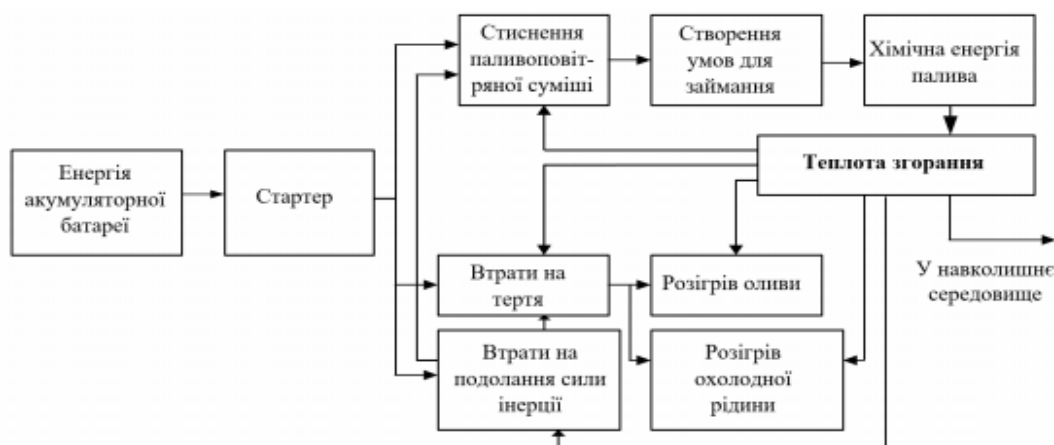 Стиснення
паливоповіт-
ряної суміші
Створення
умов для
займання
Хімічна енергія
палива
Енергія
акумуляторної
батареї
Стартер
Теплота згорання
Втрати на
тертя
Розігрів оливи
У навколишнє
середовище
Втрати на
подолання сили
інерції
Розігрів
охолодної
рідини